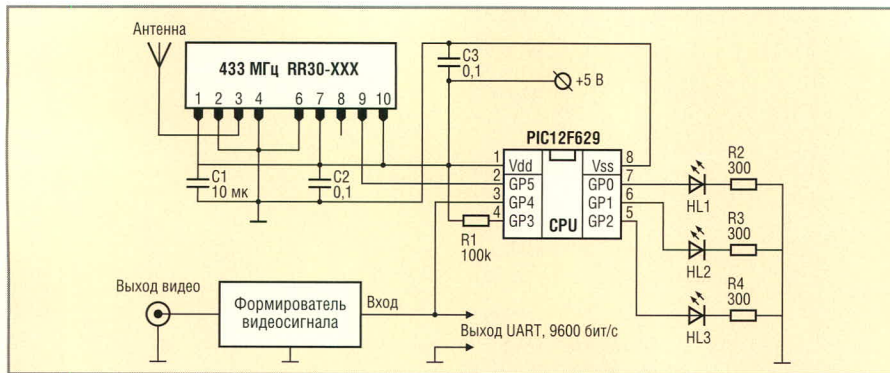 Антенна
433 МГц RR30-XXX
1 2 3 4 6 7 8 9 10
C3
0,1
+5 В
PIC12F629
C1
10 мк
C2
0,1
1 Vdd Vss 8
2 GP5 GP0 7
3 GP4 GP1 6
4 GP3 CPU GP2 5
R1
100k
HL1
R2
300
HL2
R3
300
HL3
R4
300
Выход видео
Формирователь
видеосигнала
Вход
Выход UART, 9600 бит/с